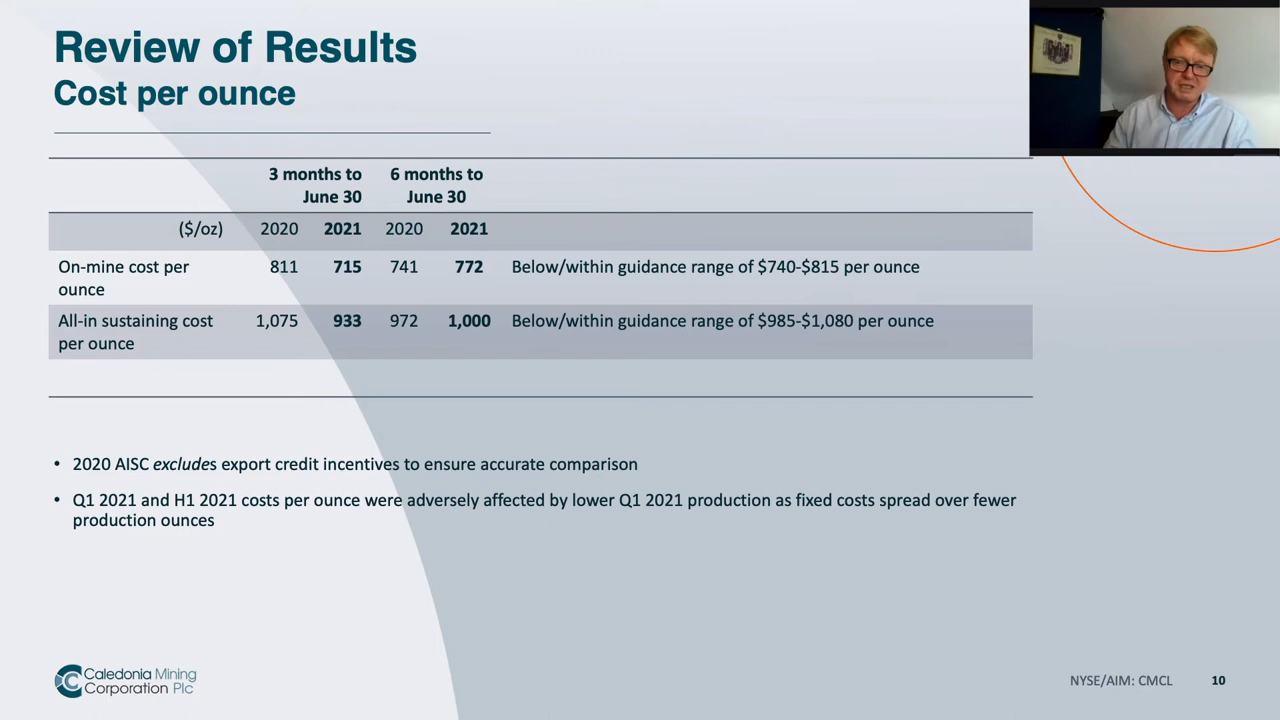 Review of Results
Cost per ounce
3 months to June 30
6 months to June 30
($/oz) 2020 2021 2020 2021
On-mine cost per ounce 811 715 741 772 Below/within guidance range of $740-$815 per ounce
All-in sustaining cost per ounce 1,075 933 972 1,000 Below/within guidance range of $985-$1,080 per ounce
• 2020 AISC excludes export credit incentives to ensure accurate comparison
• Q1 2021 and H1 2021 costs per ounce were adversely affected by lower Q1 2021 production as fixed costs spread over fewer
production ounces
Caledonia Mining
Corporation Plc
NYSE/AIM: CMCL 10